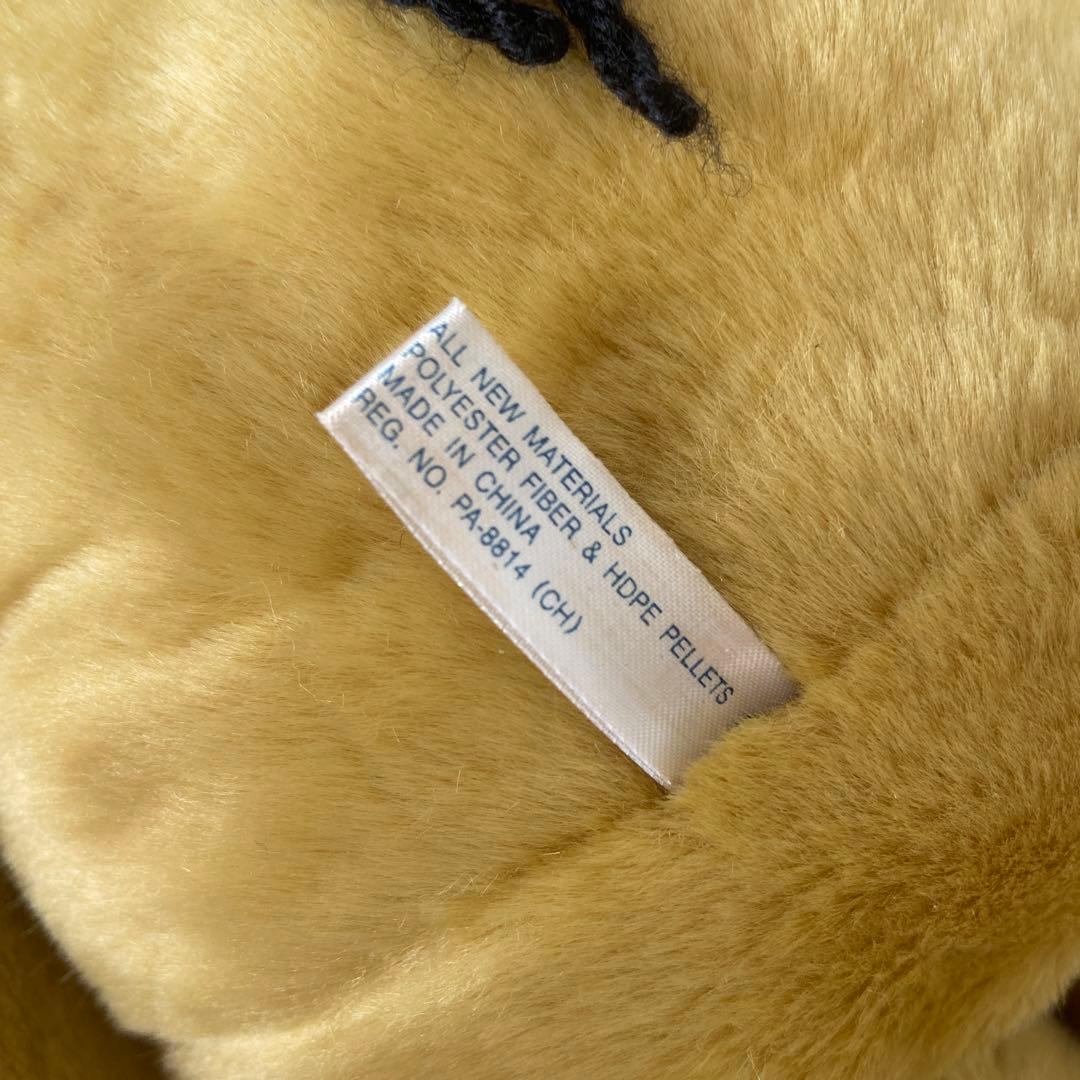 ALL NEW MATERIALS
POLYESTER FIBER & HDPE PELLETS
MADE IN CHINA
REG. NO. PA-8814 (CH)